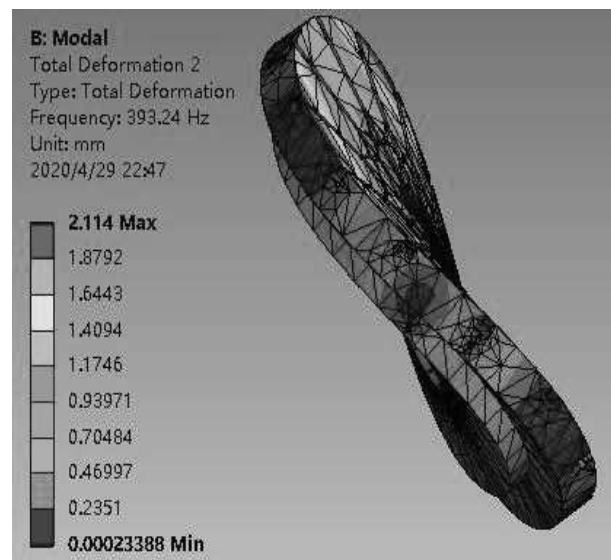 B: Modal
Total Deformation 2
Type: Total Deformation
Frequency: 393.24 Hz
Unit: mm
2020/4/29 22:47
2.114 Max
1.8792
1.6443
1.4094
1.1746
0.93971
0.70484
0.46997
0.2351
0.00023388 Min